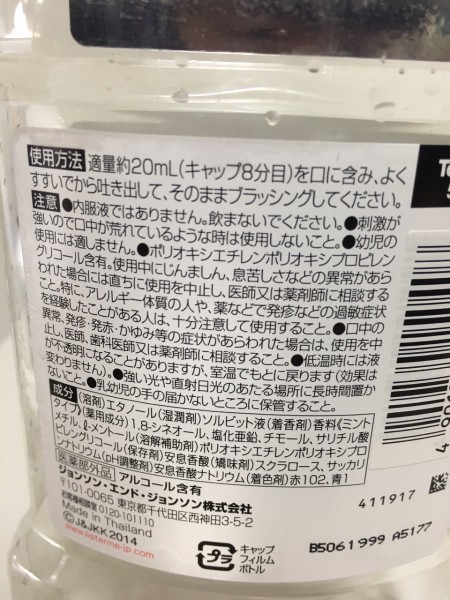 使用方法 適量約20mL(キャップ8分目)を口に含み、よく
すすいでから吐き出して、そのままブラッシングしてください。
注意 ●内服液ではありません。飲まないでください。●刺激が
強いので口中が荒れているような時は使用しないこと。●幼児の
使用には適しません。●ポリオキシエチレンポリオキシプロピレン
グリコール含有。使用中にじんましん、息苦しさなどの異常があら
われた場合には直ちに使用を中止し、医師又は薬剤師に相談する
こと。特に、アレルギー体質の人や、薬などで発疹などの過敏症状
を経験したことがある人は、十分注意して使用すること。●口中の
異常、発疹・発赤・かゆみ等の症状があらわれた場合は、使用を中
止し、医師、歯科医師又は薬剤師に相談すること。●低温時には液
が不透明になることがありますが、室温でもとに戻ります(効果は
変わりません)。●強い光や直射日光のあたる場所に長時間置か
ないこと。●乳幼児の手の届かないところに保管すること。
成分 (溶剤)エタノール(湿潤剤)ソルビット液(着香剤)香料(ミント
タイプ)(薬用成分)1,8-シネオール、塩化亜鉛、チモール、サリチル酸
メチル、ℓ-メントール(溶解補助剤)ポリオキシエチレンポリオキシプロ
ピレングリコール(保存剤)安息香酸(矯味剤)スクラロース、サッカリ
ンナトリウム(pH調整剤)安息香酸ナトリウム(着色剤)赤102、青1
医薬部外品 アルコール含有
ジョンソン・エンド・ジョンソン株式会社
〒101-0065 東京都千代田区西神田3-5-2
お客様相談室 0120-101110
Made in Thailand
©J&JKK 2014
www.listerine-jp.com
プラ
キャップ
フィルム
ボトル
411917
B5061999 A5177